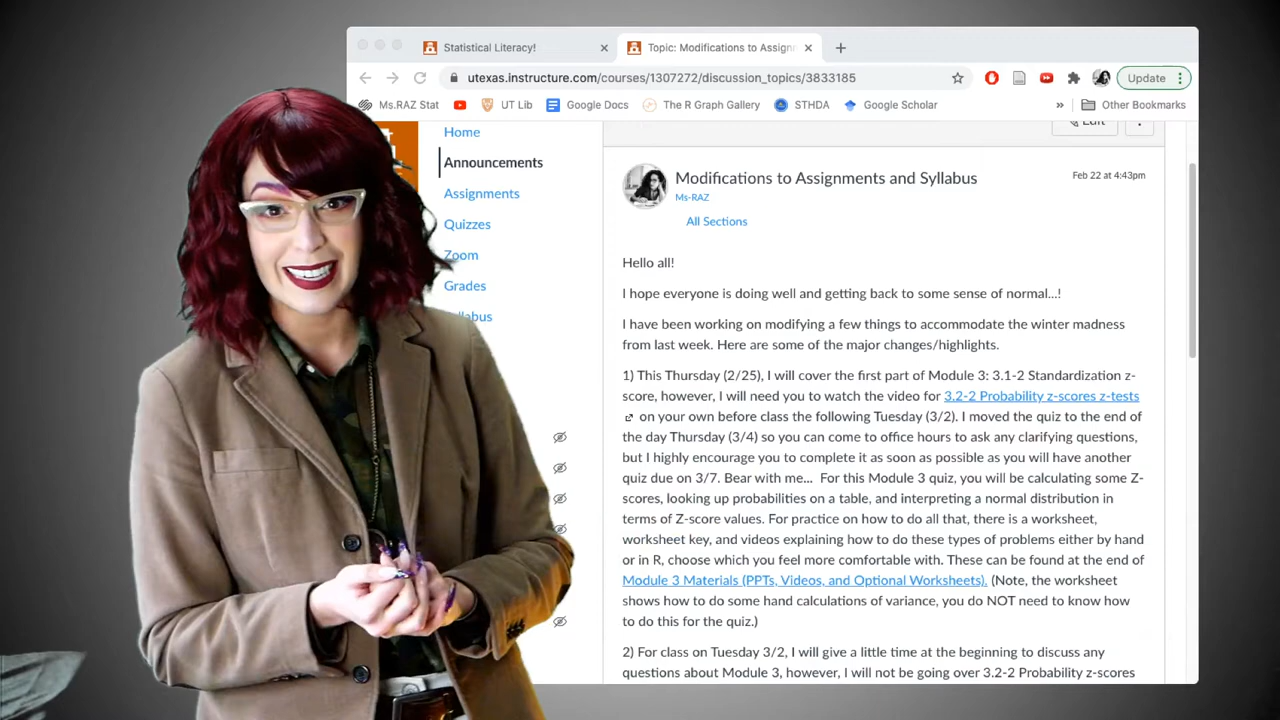 Statistical Literacy!
Topic: Modifications to Assign
utexas.instructure.com/courses/1307272/discussion_topics/3833185
Update
Ms.RAZ Stat
UT Lib
Google Docs
The R Graph Gallery
STHDA
Google Scholar
»
Other Bookmarks
Home
Announcements
Assignments
Quizzes
Zoom
Grades
Edit
Modifications to Assignments and Syllabus
Feb 22 at 4:43pm
Ms-RAZ
All Sections
Hello all!
I hope everyone is doing well and getting back to some sense of normal...!
I have been working on modifying a few things to accommodate the winter madness
from last week. Here are some of the major changes/highlights.
1) This Thursday (2/25), I will cover the first part of Module 3: 3.1-2 Standardization z-
score, however, I will need you to watch the video for 3.2-2 Probability z-scores z-tests
on your own before class the following Tuesday (3/2). I moved the quiz to the end of
the day Thursday (3/4) so you can come to office hours to ask any clarifying questions,
but I highly encourage you to complete it as soon as possible as you will have another
quiz due on 3/7. Bear with me... For this Module 3 quiz, you will be calculating some Z-
scores, looking up probabilities on a table, and interpreting a normal distribution in
terms of Z-score values. For practice on how to do all that, there is a worksheet,
worksheet key, and videos explaining how to do these types of problems either by hand
or in R, choose which you feel more comfortable with. These can be found at the end of
Module 3 Materials (PPTs, Videos, and Optional Worksheets). (Note, the worksheet
shows how to do some hand calculations of variance, you do NOT need to know how
to do this for the quiz.)
2) For class on Tuesday 3/2, I will give a little time at the beginning to discuss any
questions about Module 3, however, I will not be going over 3.2-2 Probability z-scores